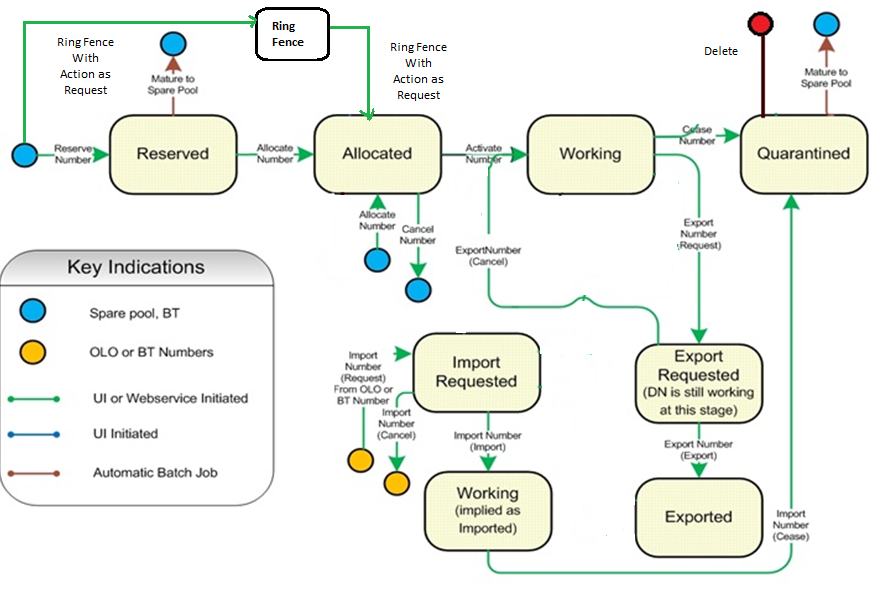 Ring
Fence
Ring Fence
With
Action as
Request
Ring Fence
With
Action as
Request
Delete
Mature to
Spare Pool
Mature to
Spare Pool
Reserve
Number
Reserved
Allocate
Number
Allocated
Activate
Number
Working
Cease
Number
Quarantined
Allocate
Number
Cancel
Number
ExportNumber
(Cancel)
Export
Number
(Request)
Key Indications
Spare pool, BT
OLO or BT Numbers
UI or Webservice Initiated
UI Initiated
Automatic Batch Job
Import
Number
(Request)
From OLO or
BT Number
Import
Number
(Cancel)
Import
Requested
Import Number
(Import)
Working
(implied as
Imported)
Export
Requested
(DN is still working
at this stage)
Export Number
(Export)
Exported
Import
Number
(Cease)